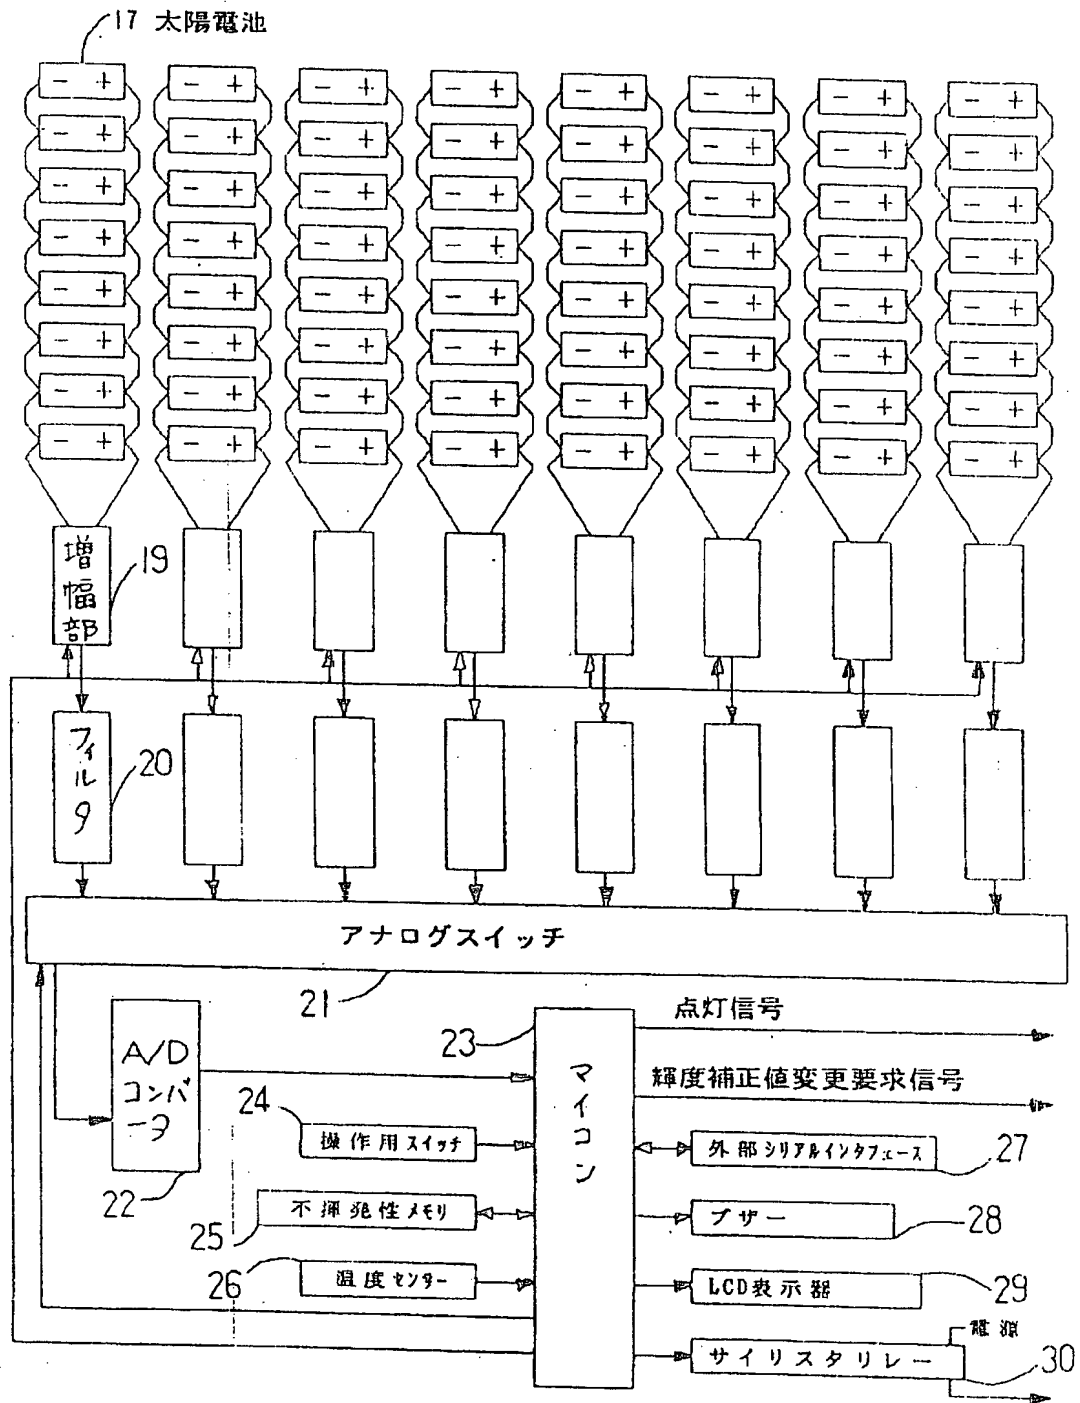 17 太陽電池
- + - + - + - + - + - + - + - +
- + - + - + - + - + - + - + - +
- + - + - + - + - + - + - + - +
- + - + - + - + - + - + - + - +
- + - + - + - + - + - + - + - +
- + - + - + - + - + - + - + - +
- + - + - + - + - + - + - + - +
- + - + - + - + - + - + - + - +
増幅部
19
フィルタ
20
アナログスイッチ
21
A/D
コンバ
ータ
22
23
マイコン
点灯信号
輝度補正値変更要求信号
24
操作用スイッチ
外部シリアルインタフェース
27
25
不揮発性メモリ
ブザー
28
26
温度センター
LCD表示器
29
電源
サイリスタリレー
30